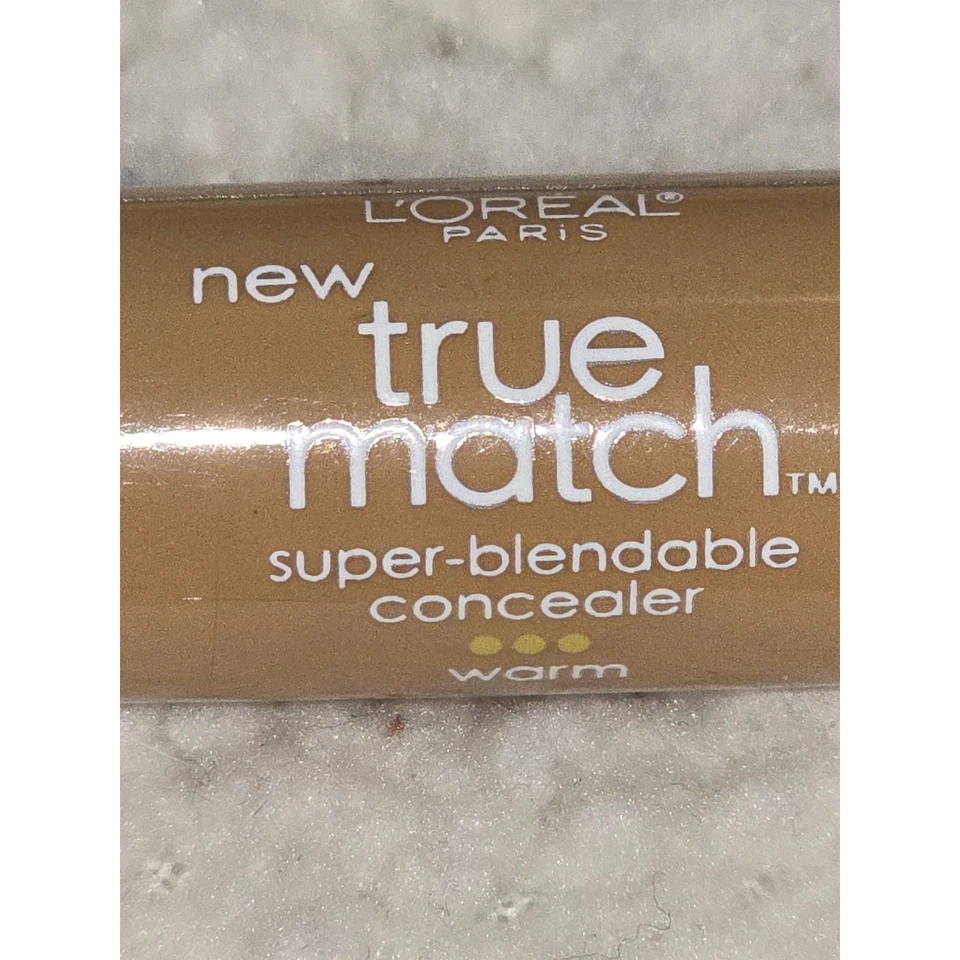 L'ORÉAL®
PARiS
new
true
match™
super-blendable
concealer
warm